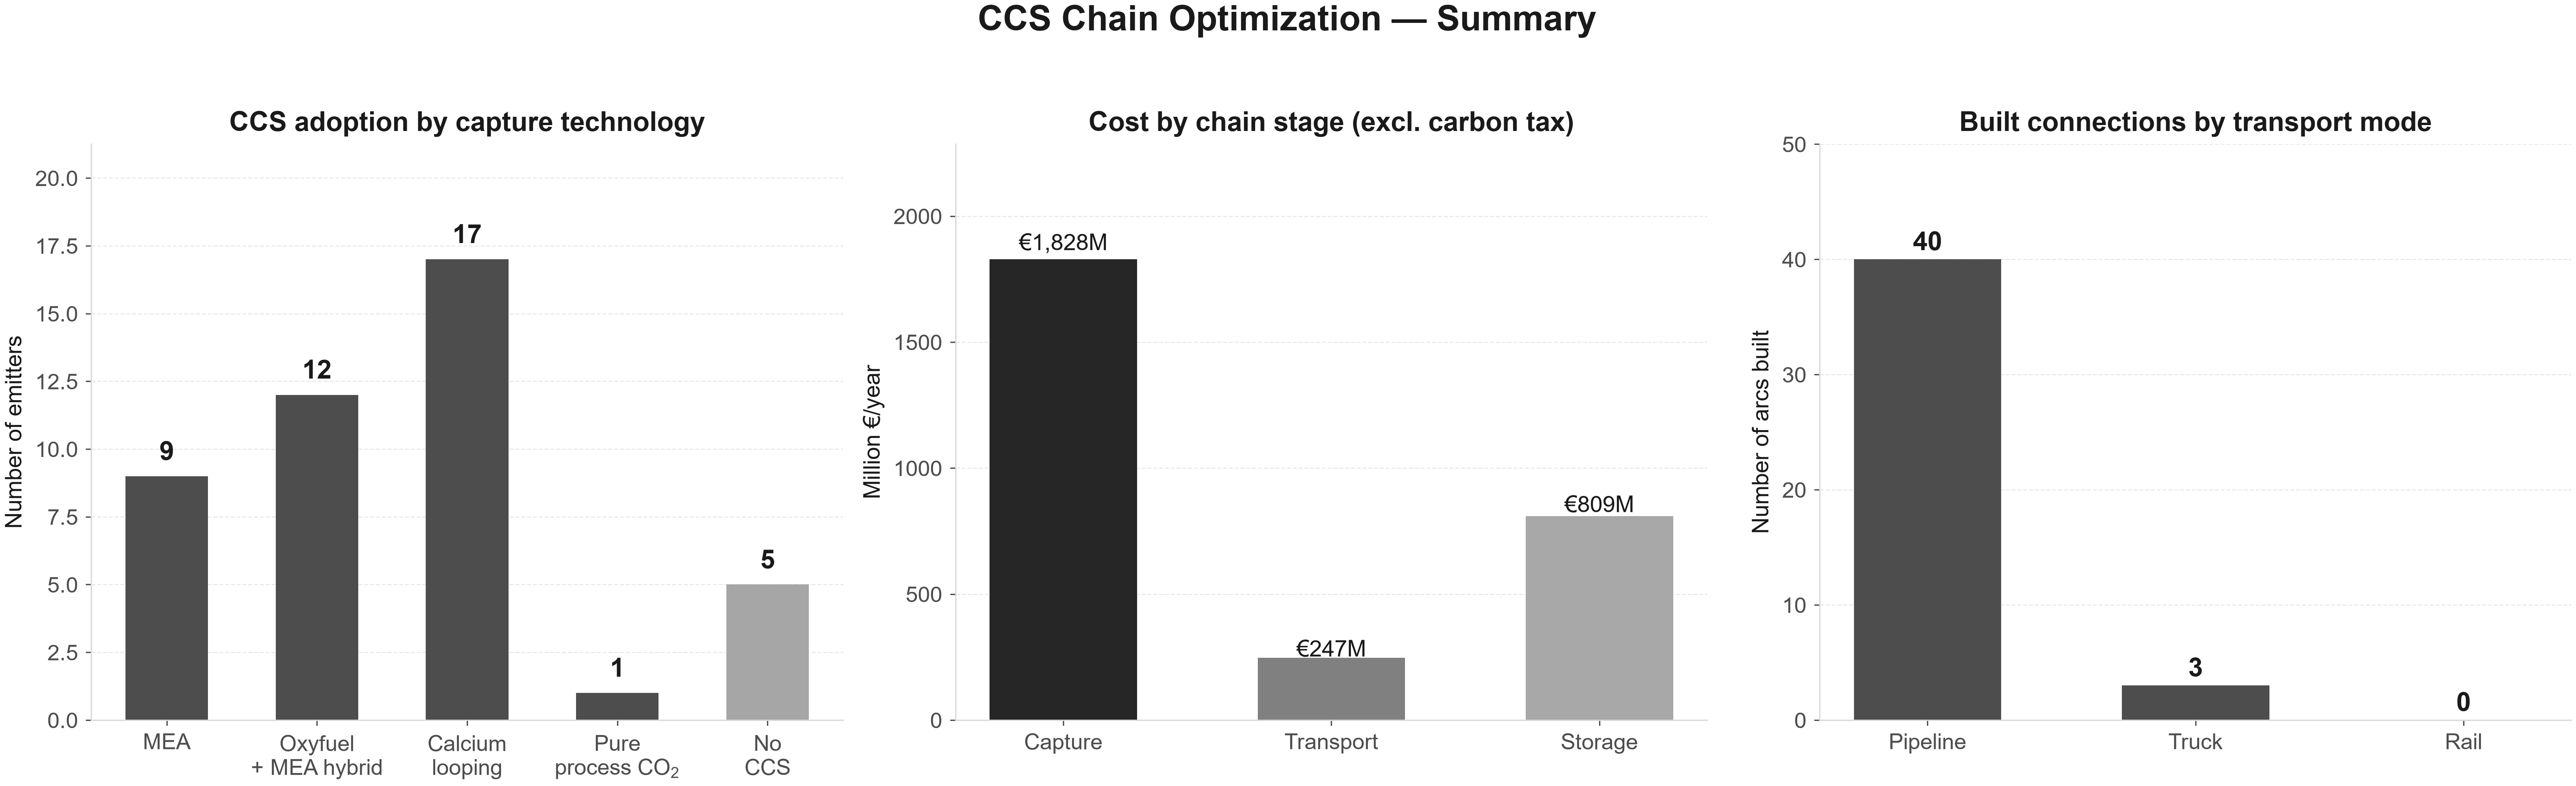 CCS Chain Optimization — Summary
CCS adoption by capture technology
Number of emitters
20.0
17.5
15.0
12.5
10.0
7.5
5.0
2.5
0.0
9
12
17
1
5
MEA
Oxyfuel
+ MEA hybrid
Calcium
looping
Pure
process CO₂
No
CCS
Cost by chain stage (excl. carbon tax)
Million €/year
2000
1500
1000
500
0
€1,828M
€247M
€809M
Capture
Transport
Storage
Built connections by transport mode
Number of arcs built
50
40
30
20
10
0
40
3
0
Pipeline
Truck
Rail